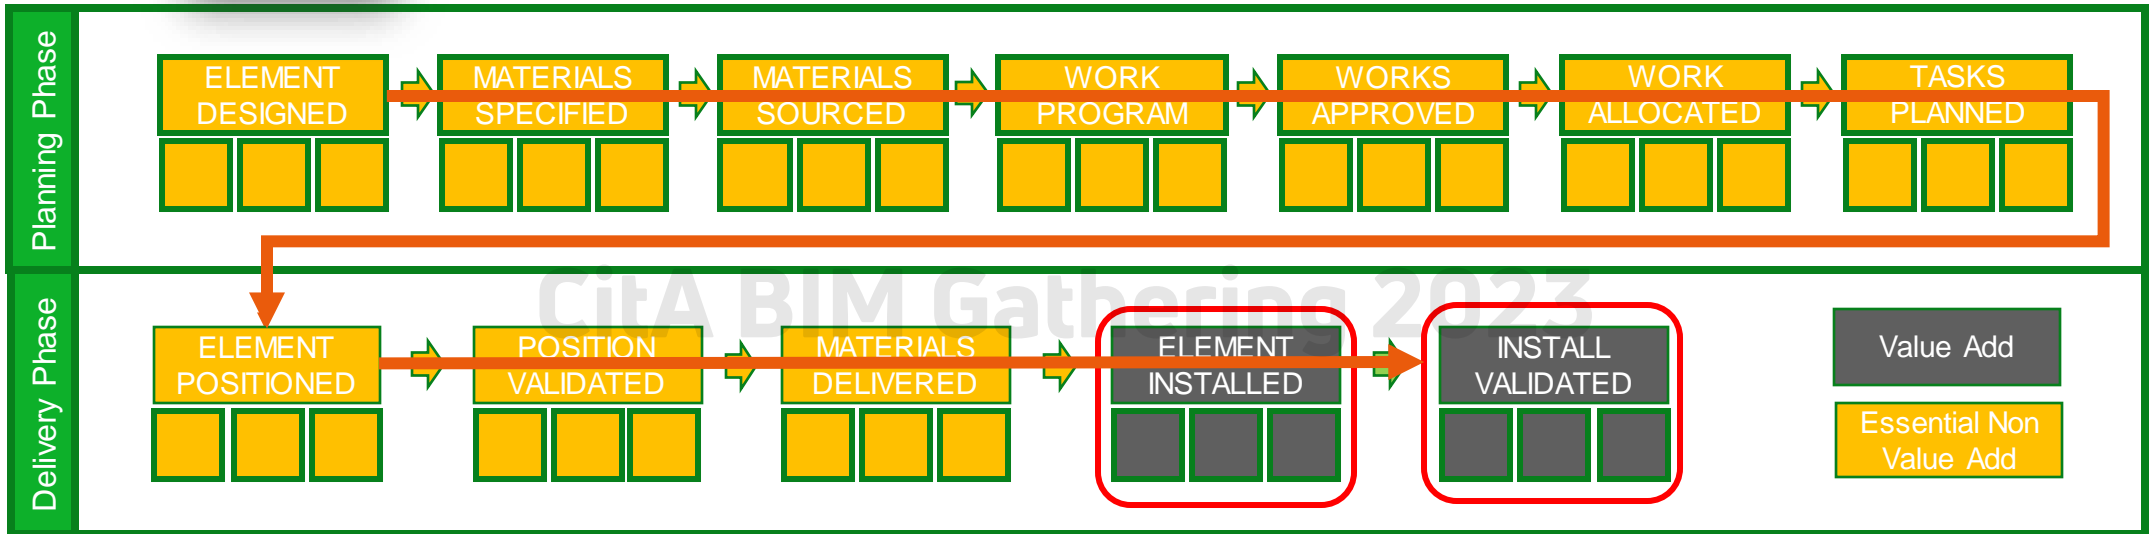 Planning Phase
ELEMENT
DESIGNED
MATERIALS
SPECIFIED
MATERIALS
SOURCED
WORK
PROGRAM
WORKS
APPROVED
WORK
ALLOCATED
TASKS
PLANNED
CitA BIM Gathering 2023
Delivery Phase
ELEMENT
POSITIONED
POSITION
VALIDATED
MATERIALS
DELIVERED
ELEMENT
INSTALLED
INSTALL
VALIDATED
Value Add
Essential Non
Value Add